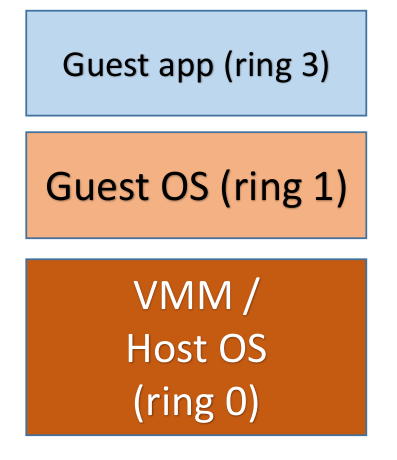 Guest app (ring 3)
Guest OS (ring 1)
VMM /
Host OS
(ring 0)